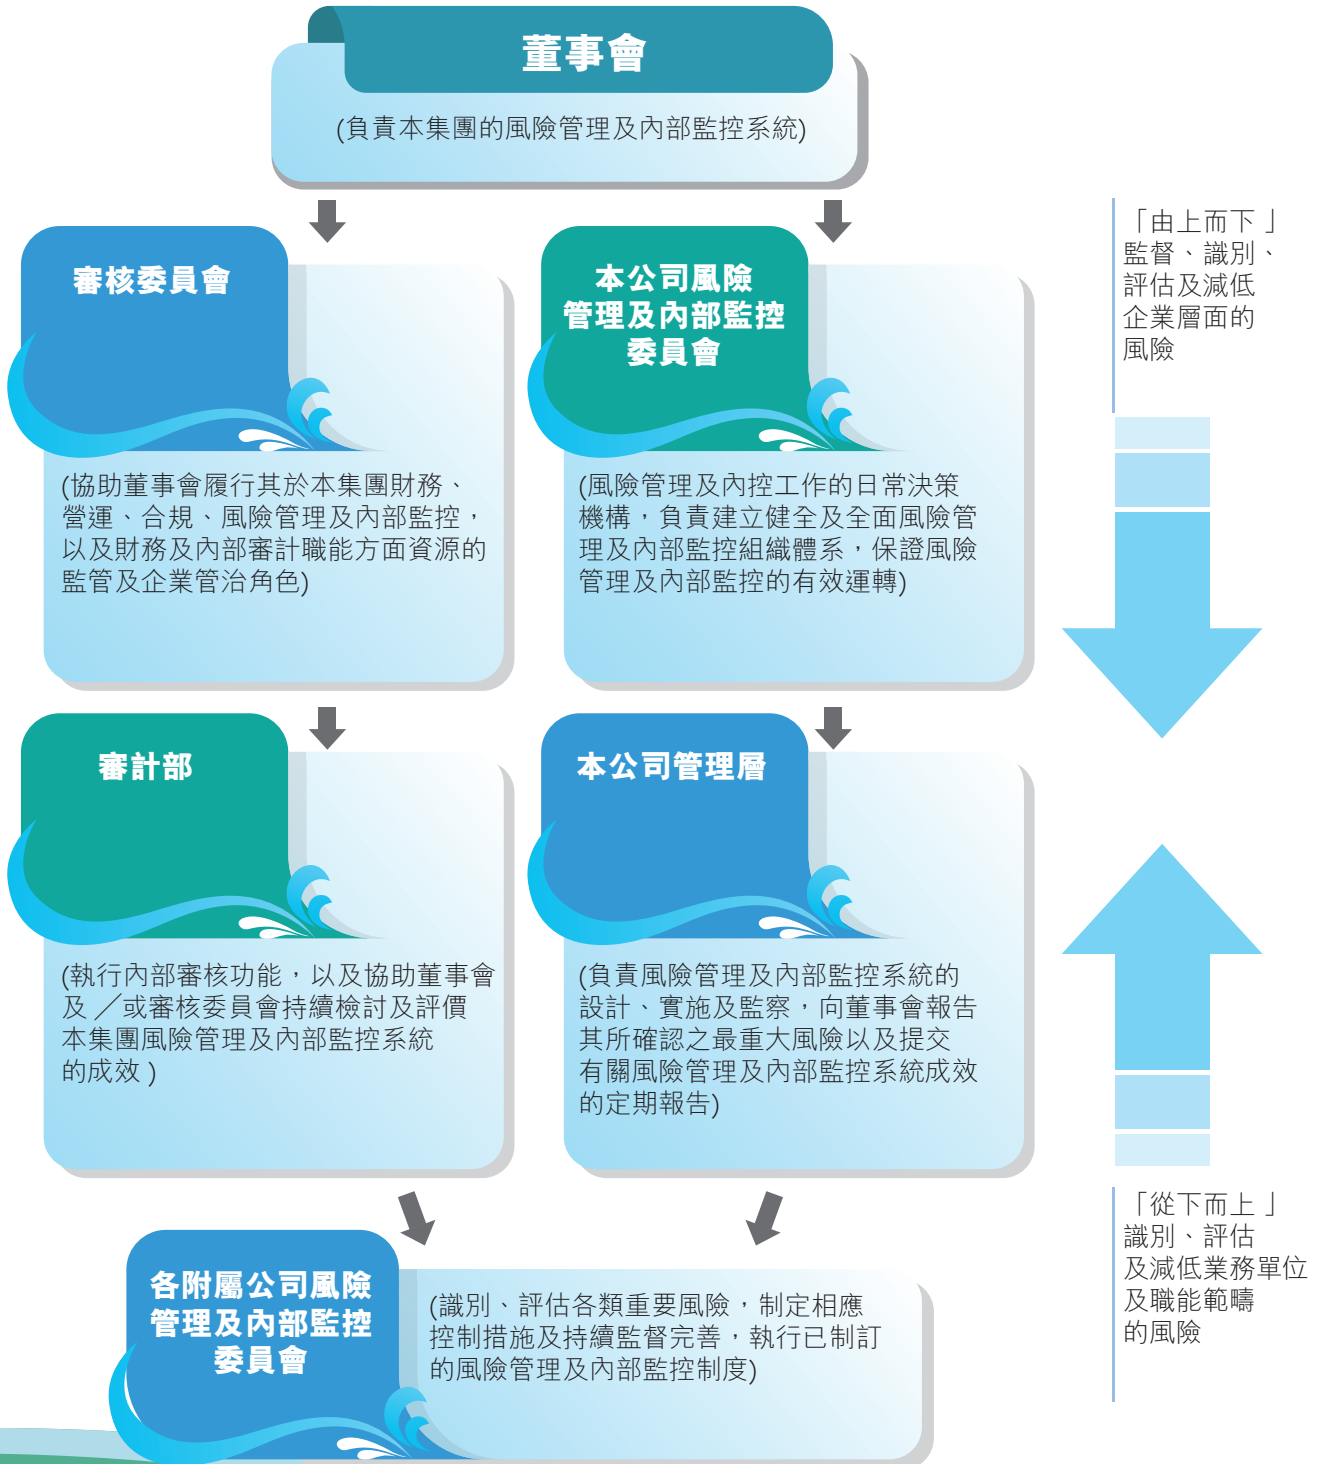 董事會
(負責本集團的風險管理及內部監控系統)
審核委員會
(協助董事會履行其於本集團財務、
營運、合規、風險管理及內部監控，
以及財務及內部審計職能方面資源的
監管及企業管治角色)
本公司風險
管理及內部監控
委員會
(風險管理及內控工作的日常決策
機構，負責建立健全及全面風險管
理及內部監控組織體系，保證風險
管理及內部監控的有效運轉)
「由上而下」
監督、識別、
評估及減低
企業層面的
風險
審計部
(執行內部審核功能，以及協助董事會
及／或審核委員會持續檢討及評價
本集團風險管理及內部監控系統
的成效)
本公司管理層
(負責風險管理及內部監控系統的
設計、實施及監察，向董事會報告
其所確認之最重大風險以及提交
有關風險管理及內部監控系統成效
的定期報告)
「從下而上」
識別、評估
及減低業務單位
及職能範疇
的風險
各附屬公司風險
管理及內部監控
委員會
(識別、評估各類重要風險，制定相應
控制措施及持續監督完善，執行已制訂
的風險管理及內部監控制度)